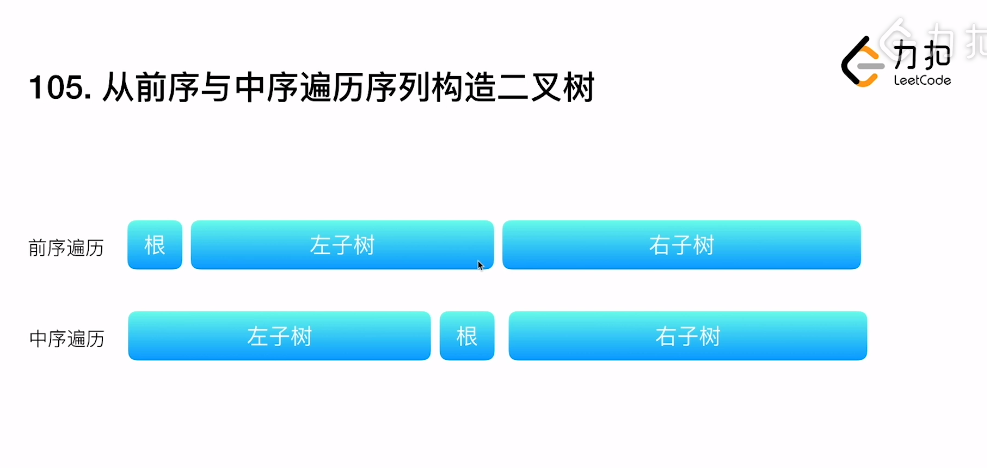 力扣
力扣
LeetCode
105. 从前序与中序遍历序列构造二叉树
前序遍历 根 左子树 右子树
中序遍历 左子树 根 右子树